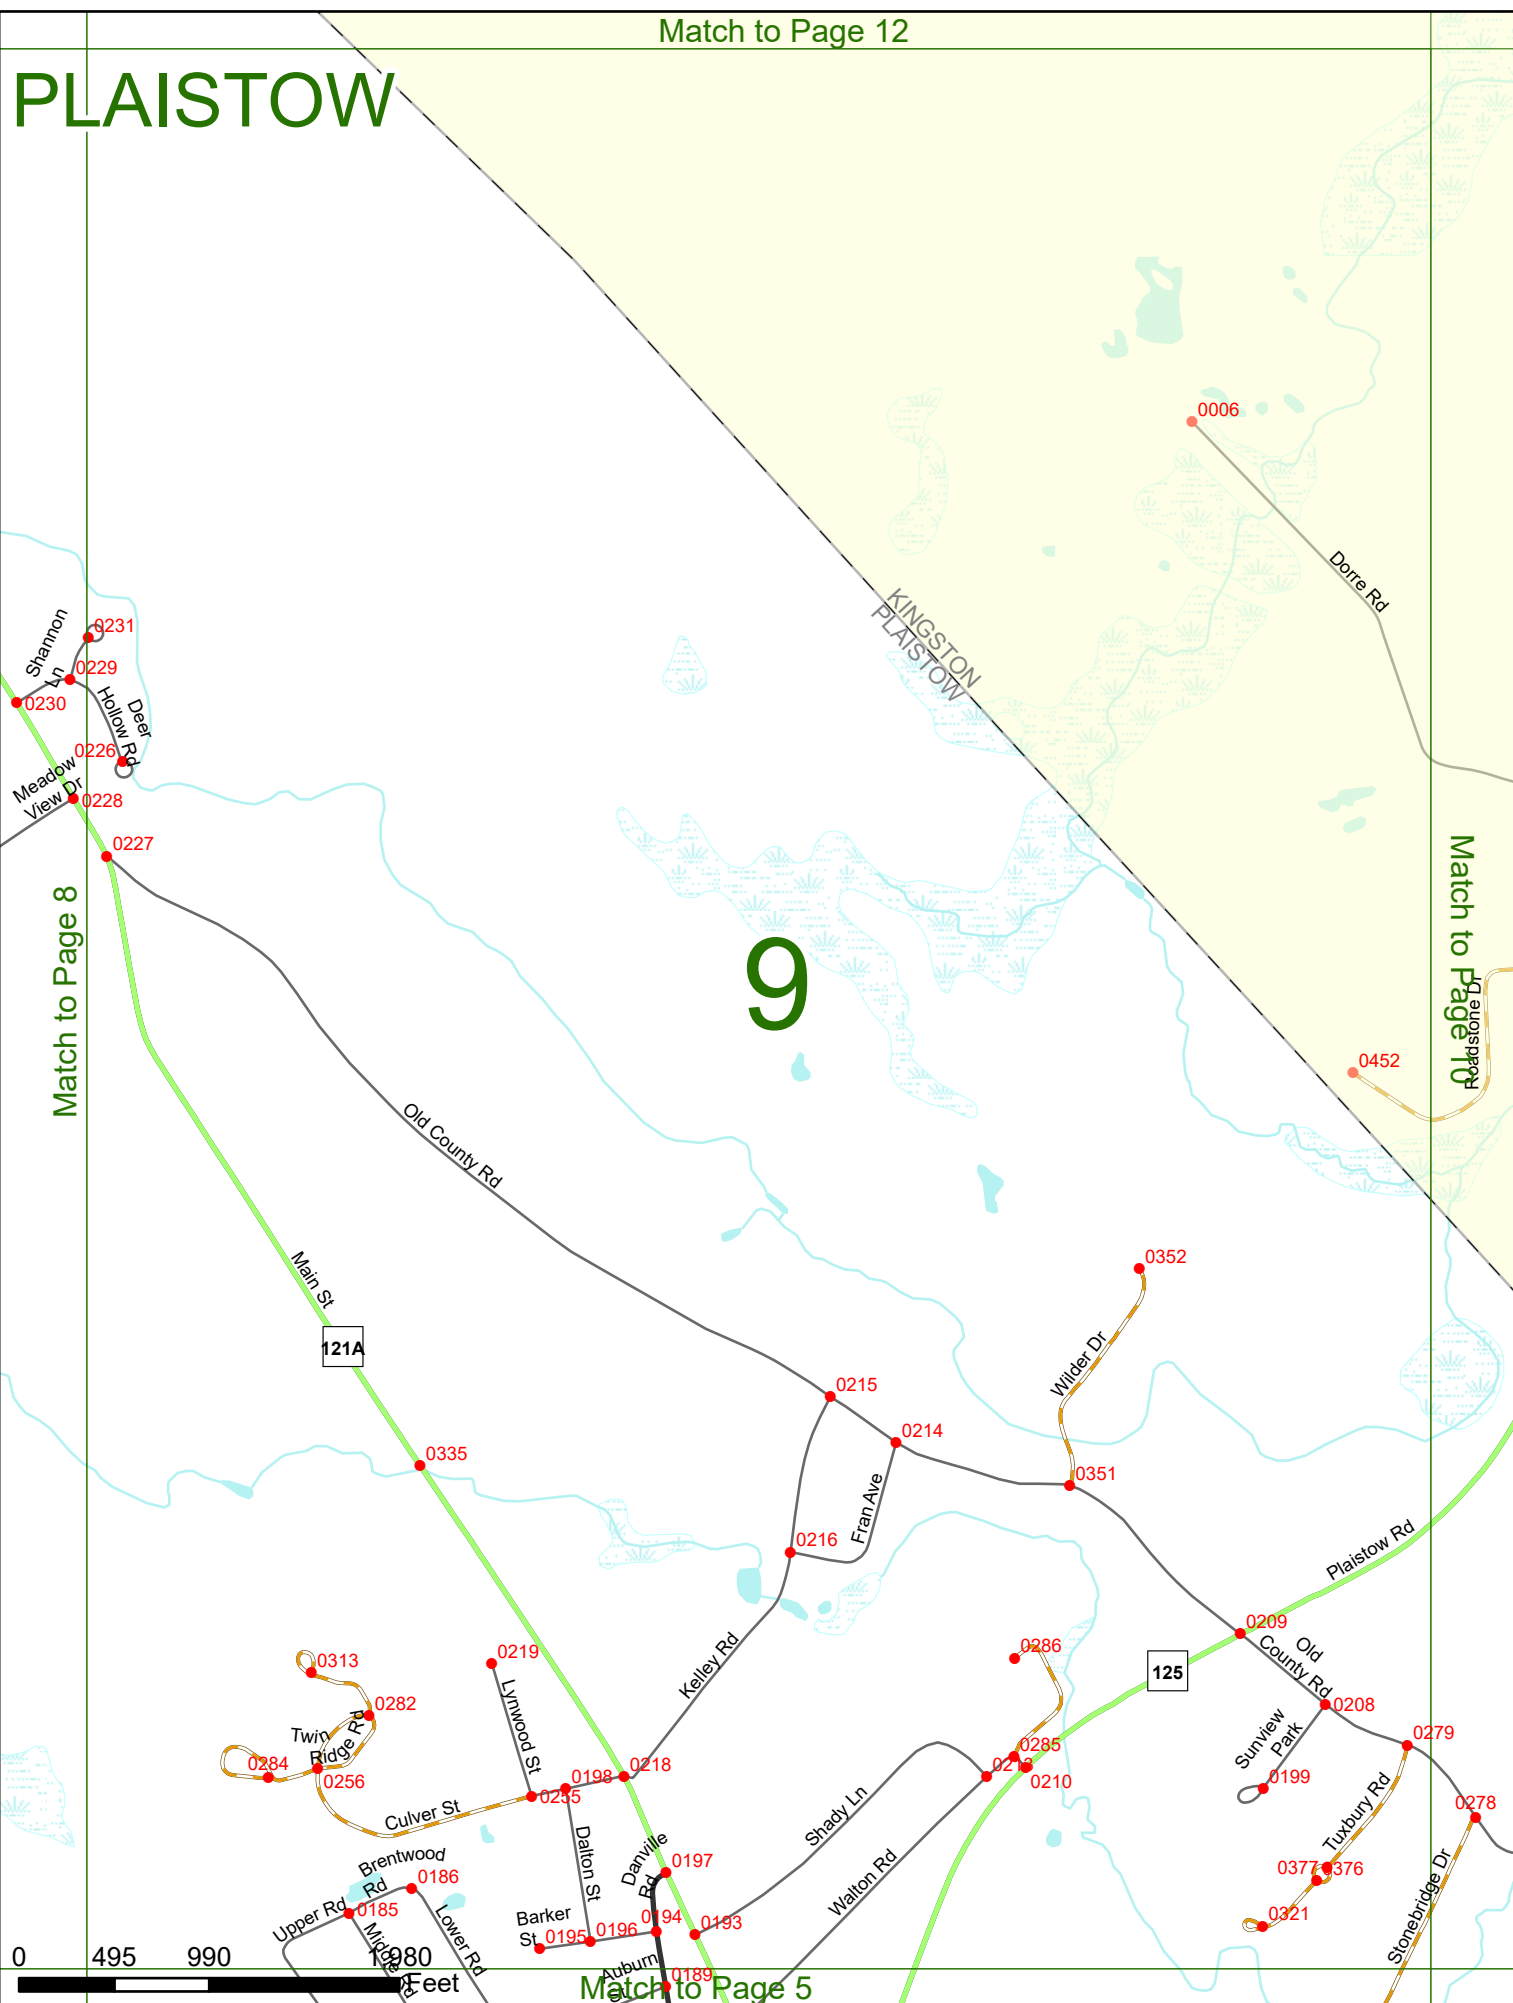 Match to Page 12
PLAISTOW
0006
Dorre Rd
KINGSTON
PLAISTOW
Shannon
Ln
0231
0229
0230
Deer
Hollow Rd
0226
Meadow
View Dr
0228
0227
Match to Page 8
Match to Page 10
9
Roadstone Dr
0452
Old County Rd
Main St
121A
0352
Wilder Dr
0215
0214
0335
0351
Fran Ave
0216
Plaistow Rd
0209
Old
County Rd
125
0286
0219
0313
Kelley Rd
Lynwood St
0282
0208
Twin
Ridge Rd
Sunview
Park
0279
0284
0256
0285
0213
0210
0218
0198
0255
0199
Culver St
Shady Ln
Tuxbury Rd
0278
Dalton St
Danville
Rd
0197
Walton Rd
Brentwood
Rd
0186
0377
0376
Stonebridge Dr
Upper Rd
0185
Lower Rd
Middle Rd
Barker
St
0195
0196
0194
0193
0321
Auburn
St
0189
0 495 990 1,980
Feet
Match to Page 5